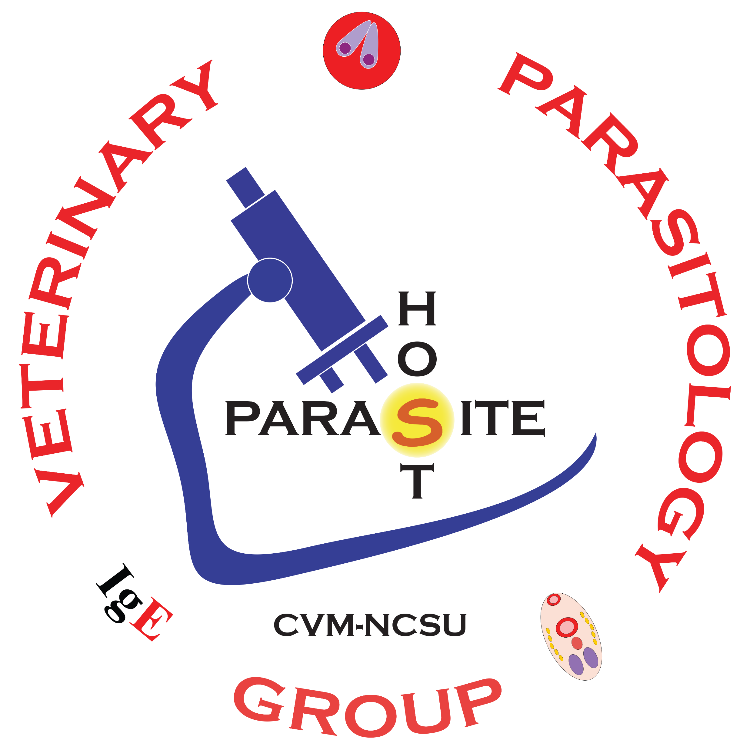 VETERINARY PARASITOLOGY
HOST
PARASITE
IgE
CVM-NCSU
GROUP